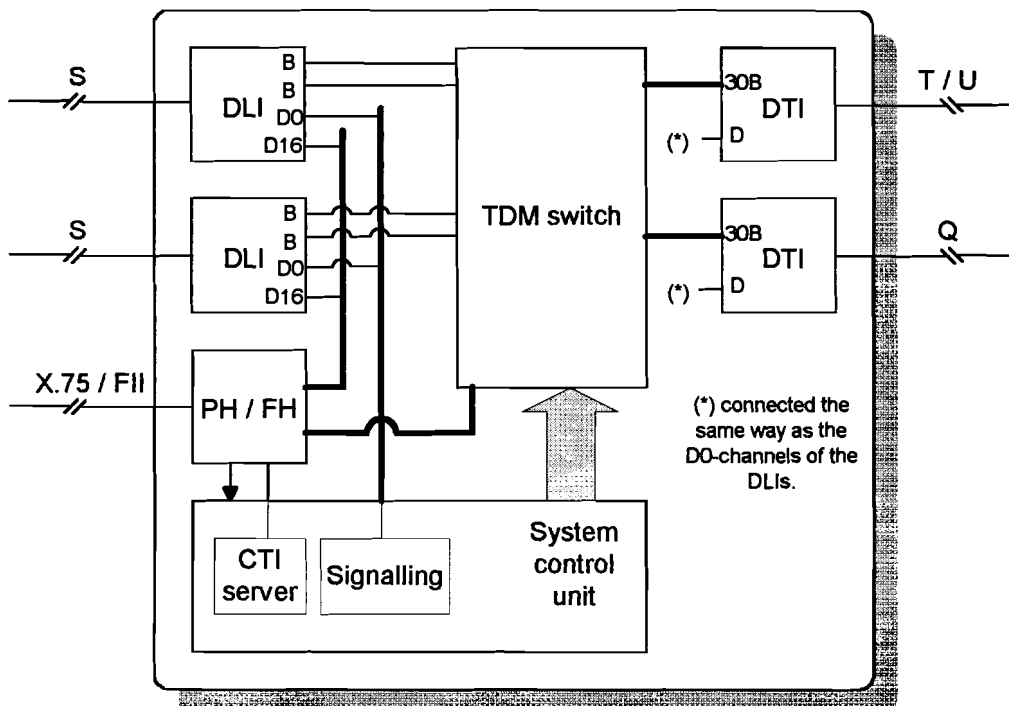 S
DLI
B
B
D0
D16
S
DLI
B
B
D0
D16
X.75 / FII
PH / FH
TDM switch
30B
DTI
D
(*)
T / U
30B
DTI
D
(*)
Q
(*) connected the
same way as the
D0-channels of the
DLIs.
CTI
server
Signalling
System
control
unit